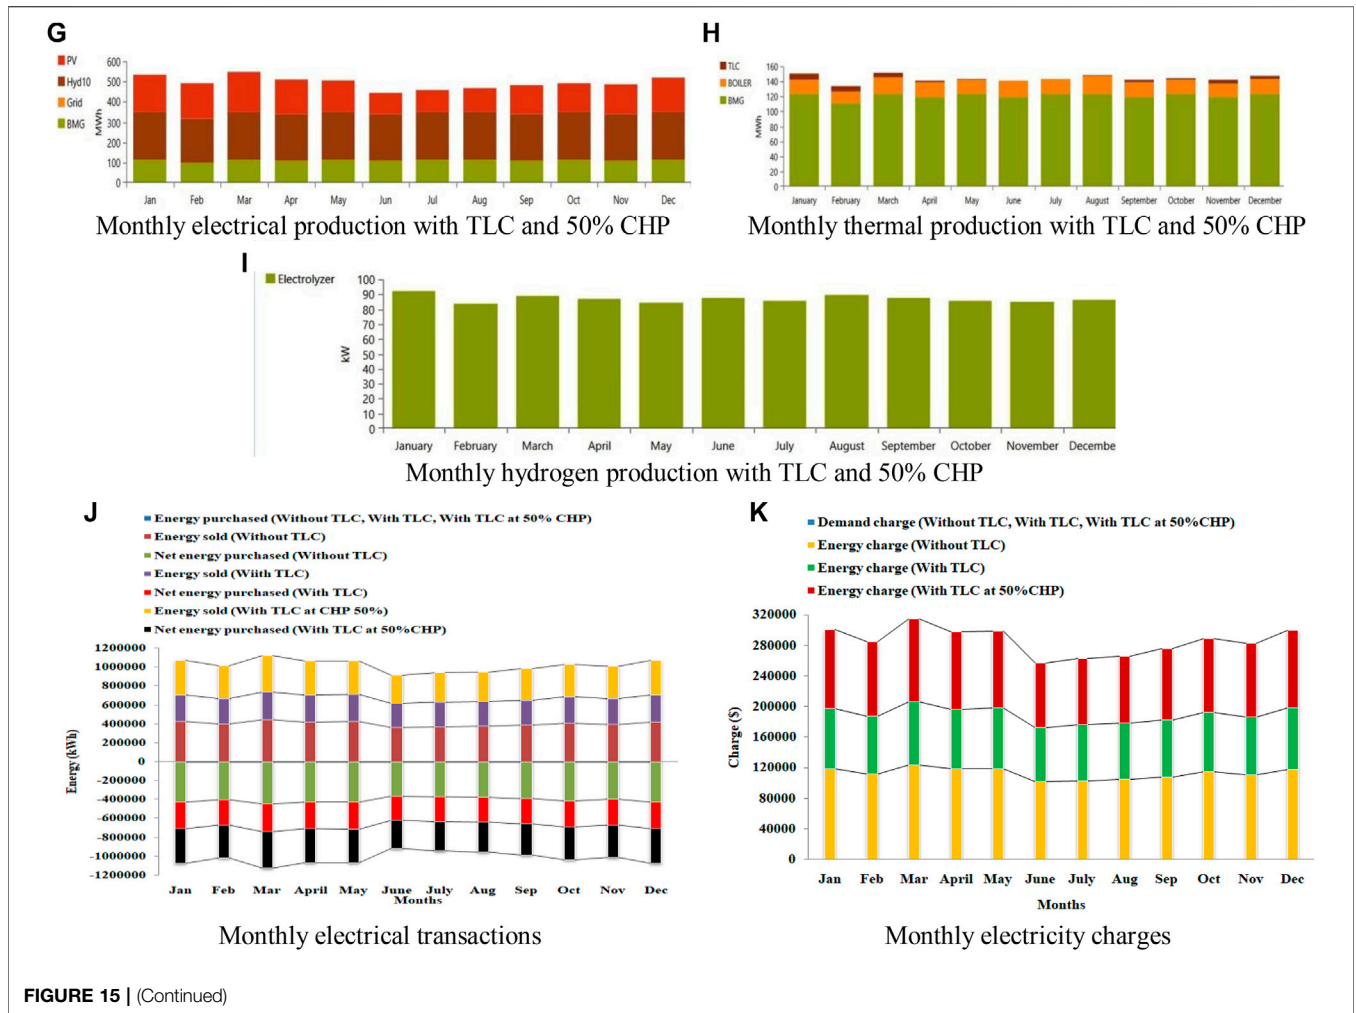 G
PV
Hyd10
Grid
BMG
MWh
600
500
400
300
200
100
0
Jan Feb Mar Apr May Jun Jul Aug Sep Oct Nov Dec
Monthly electrical production with TLC and 50% CHP
H
TLC
BOILER
BMG
MWh
160
140
120
100
80
60
40
20
0
January February March April May June July August September October November December
Monthly thermal production with TLC and 50% CHP
I
Electrolyzer
kW
100
90
80
70
60
50
40
30
20
10
0
January February March April May June July August September October November Decembe
Monthly hydrogen production with TLC and 50% CHP
J
Energy purchased (Without TLC, With TLC, With TLC at 50% CHP)
Energy sold (Without TLC)
Net energy purchased (Without TLC)
Energy sold (Wiith TLC)
Net energy purchased (With TLC)
Energy sold (With TLC at CHP 50%)
Net energy purchased (With TLC at 50%CHP)
Energy (kWh)
1200000
1000000
800000
600000
400000
200000
0
-200000
-400000
-600000
-800000
-1000000
-1200000
Jan Feb Mar April May June July Aug Sep Oct Nov Dec
Months
Monthly electrical transactions
K
Demand charge (Without TLC, With TLC, With TLC at 50%CHP)
Energy charge (Without TLC)
Energy charge (With TLC)
Energy charge (With TLC at 50%CHP)
Charge ($)
320000
280000
240000
200000
160000
120000
80000
40000
0
Jan Feb Mar April May June July Aug Sep Oct Nov Dec
Months
Monthly electricity charges
FIGURE 15 | (Continued)